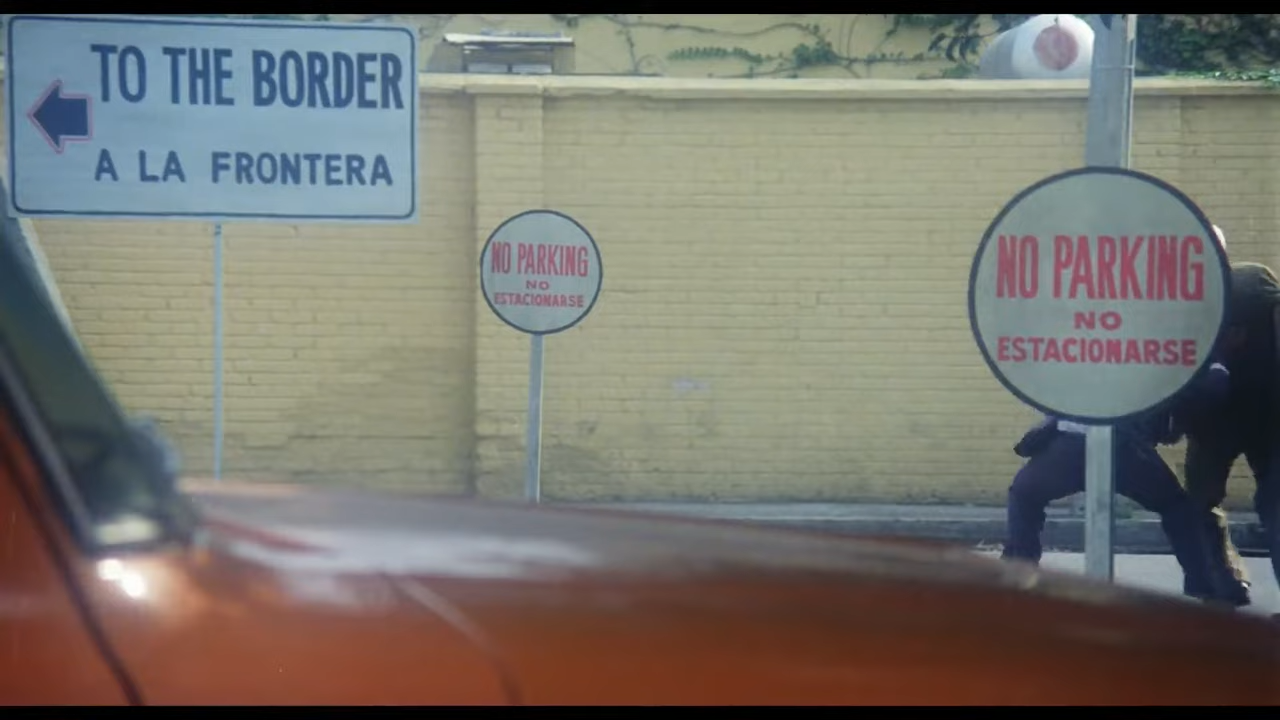 TO THE BORDER
A LA FRONTERA
NO PARKING
NO
ESTACIONARSE
NO PARKING
NO
ESTACIONARSE